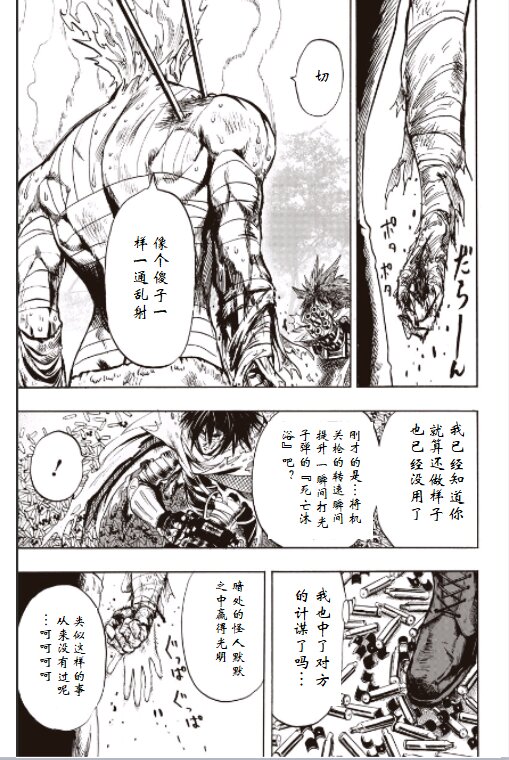 だらーん
ポタ
ポタ
切
像个傻子一
样一通乱射
我已经知道你
就算还做样子
也已经没用了
刚才的是…将机
关枪的转速瞬间
提升一瞬间打光
子弹的『死亡沐
浴』吧？
！
我也中了对方
的计谋了吗…
暗处的怪人默默
之中赢得光明
ぐっぱっ
ぐっぱ
类似这样的事
从来没有过呢
…呵呵呵呵